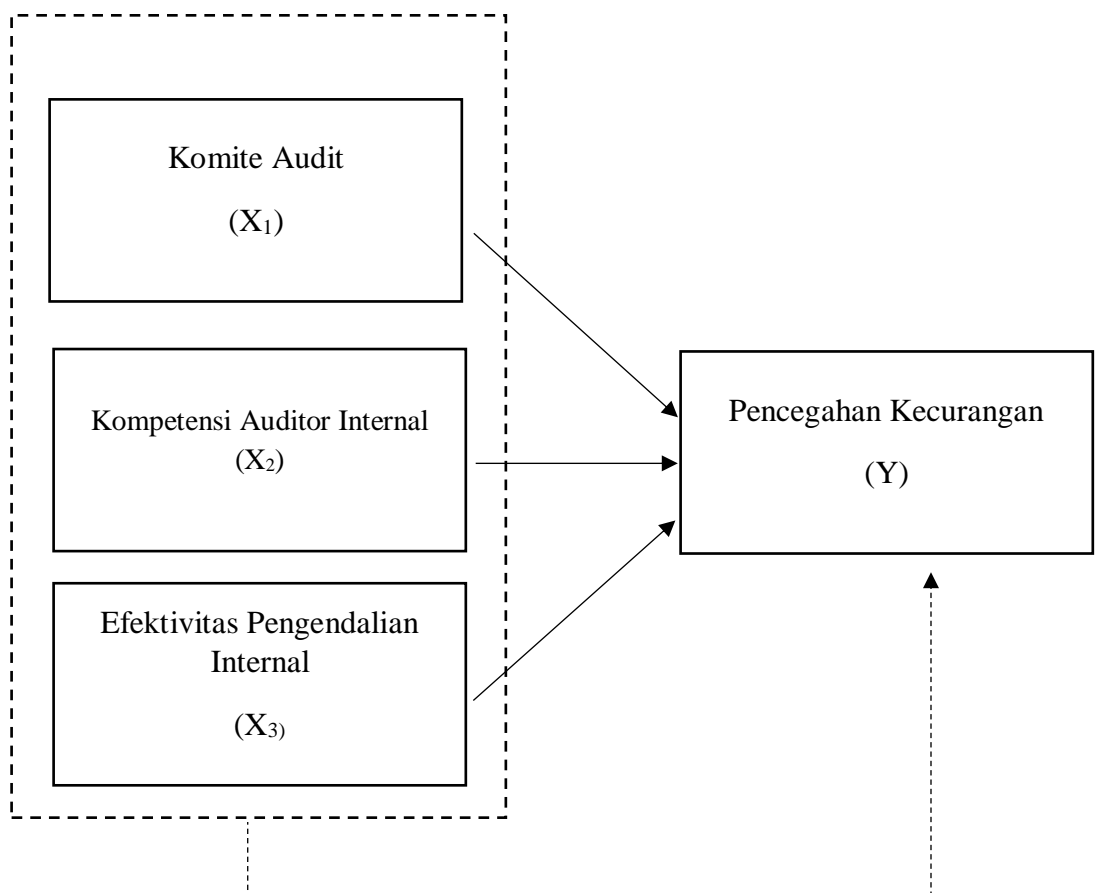 Komite Audit
(X₁)
Kompetensi Auditor Internal
(X₂)
Efektivitas Pengendalian
Internal
(X₃)
Pencegahan Kecurangan
(Y)